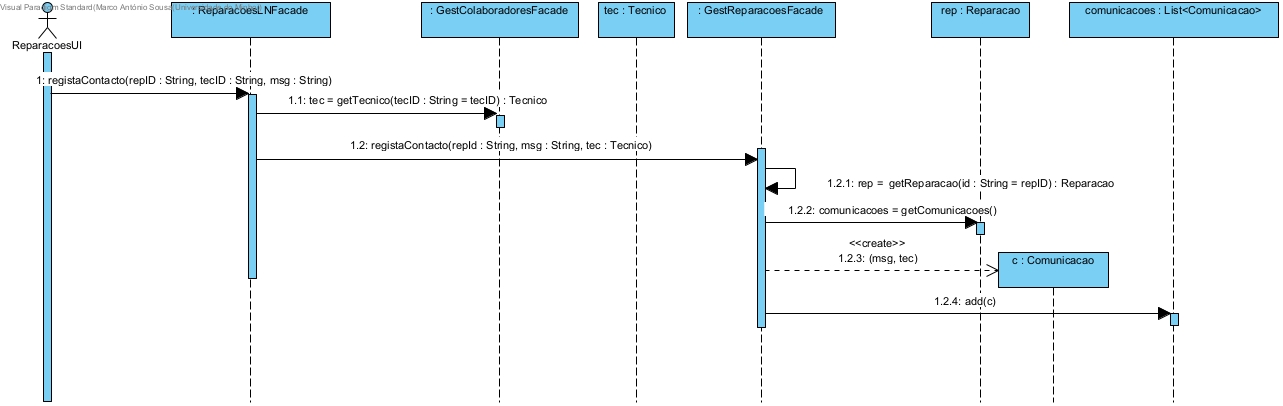 Visual Paradigm Standard(Marco António Sousa(Universidade do Minho))
: ReparacoesLNFacade
: GestColaboradoresFacade
tec : Tecnico
: GestReparacoesFacade
rep : Reparacao
comunicacoes : List<Comunicacao>
ReparacoesUI
1: registaContacto(repID : String, tecID : String, msg : String)
1.1: tec = getTecnico(tecID : String = tecID) : Tecnico
1.2: registaContacto(repId : String, msg : String, tec : Tecnico)
1.2.1: rep = getReparacao(id : String = repID) : Reparacao
1.2.2: comunicacoes = getComunicacoes()
<<create>>
1.2.3: (msg, tec)
c : Comunicacao
1.2.4: add(c)